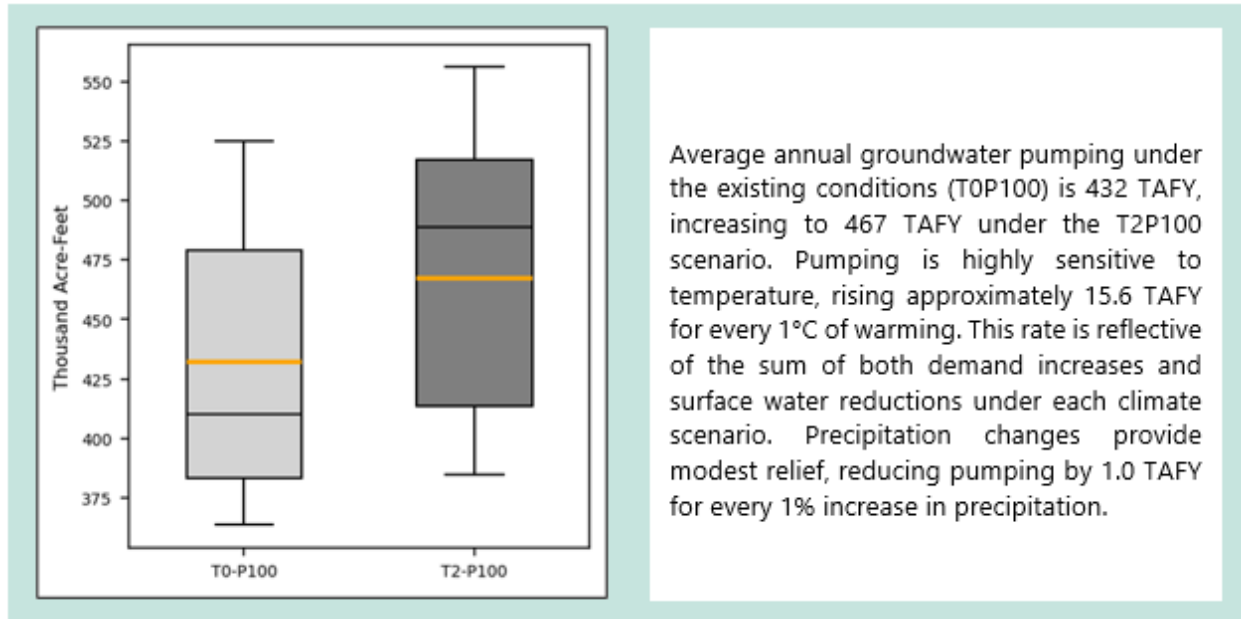 550
525
500
475
450
425
400
375
Thousand Acre-Feet
T0-P100
T2-P100
Average annual groundwater pumping under
the existing conditions (T0P100) is 432 TAFY,
increasing to 467 TAFY under the T2P100
scenario. Pumping is highly sensitive to
temperature, rising approximately 15.6 TAFY
for every 1°C of warming. This rate is reflective
of the sum of both demand increases and
surface water reductions under each climate
scenario. Precipitation changes provide
modest relief, reducing pumping by 1.0 TAFY
for every 1% increase in precipitation.